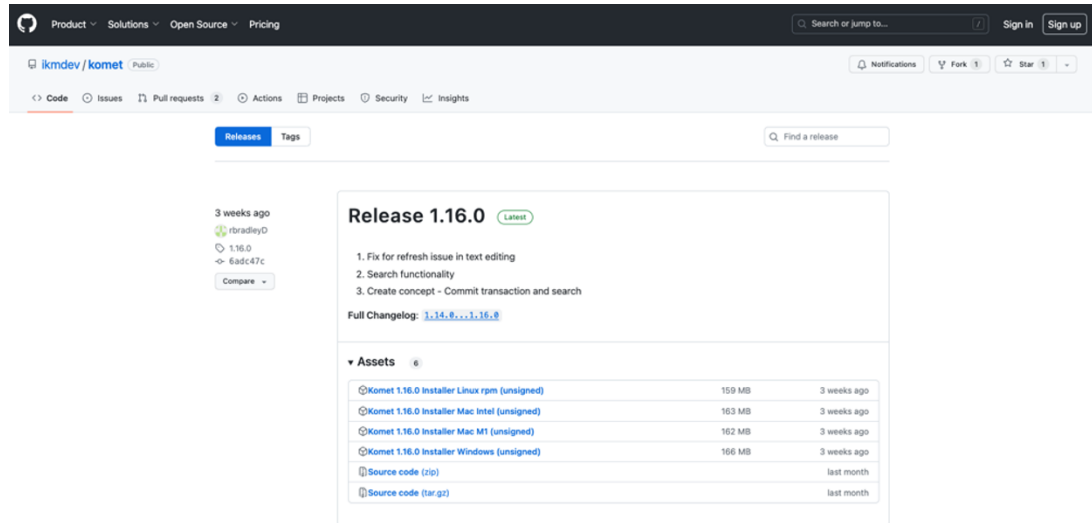 Product Solutions Open Source Pricing Search or jump to... / Sign in Sign up
ikmdev / komet Public Notifications Fork 1 Star 1
Code Issues Pull requests 2 Actions Projects Security Insights
Releases Tags Find a release
3 weeks ago
rbradleyD
1.16.0
6adc47c
Compare
Release 1.16.0 Latest
1. Fix for refresh issue in text editing
2. Search functionality
3. Create concept - Commit transaction and search
Full Changelog: 1.14.0...1.16.0
Assets 6
Komet 1.16.0 Installer Linux rpm (unsigned) 159 MB 3 weeks ago
Komet 1.16.0 Installer Mac Intel (unsigned) 163 MB 3 weeks ago
Komet 1.16.0 Installer Mac M1 (unsigned) 162 MB 3 weeks ago
Komet 1.16.0 Installer Windows (unsigned) 166 MB 3 weeks ago
Source code (zip) last month
Source code (tar.gz) last month